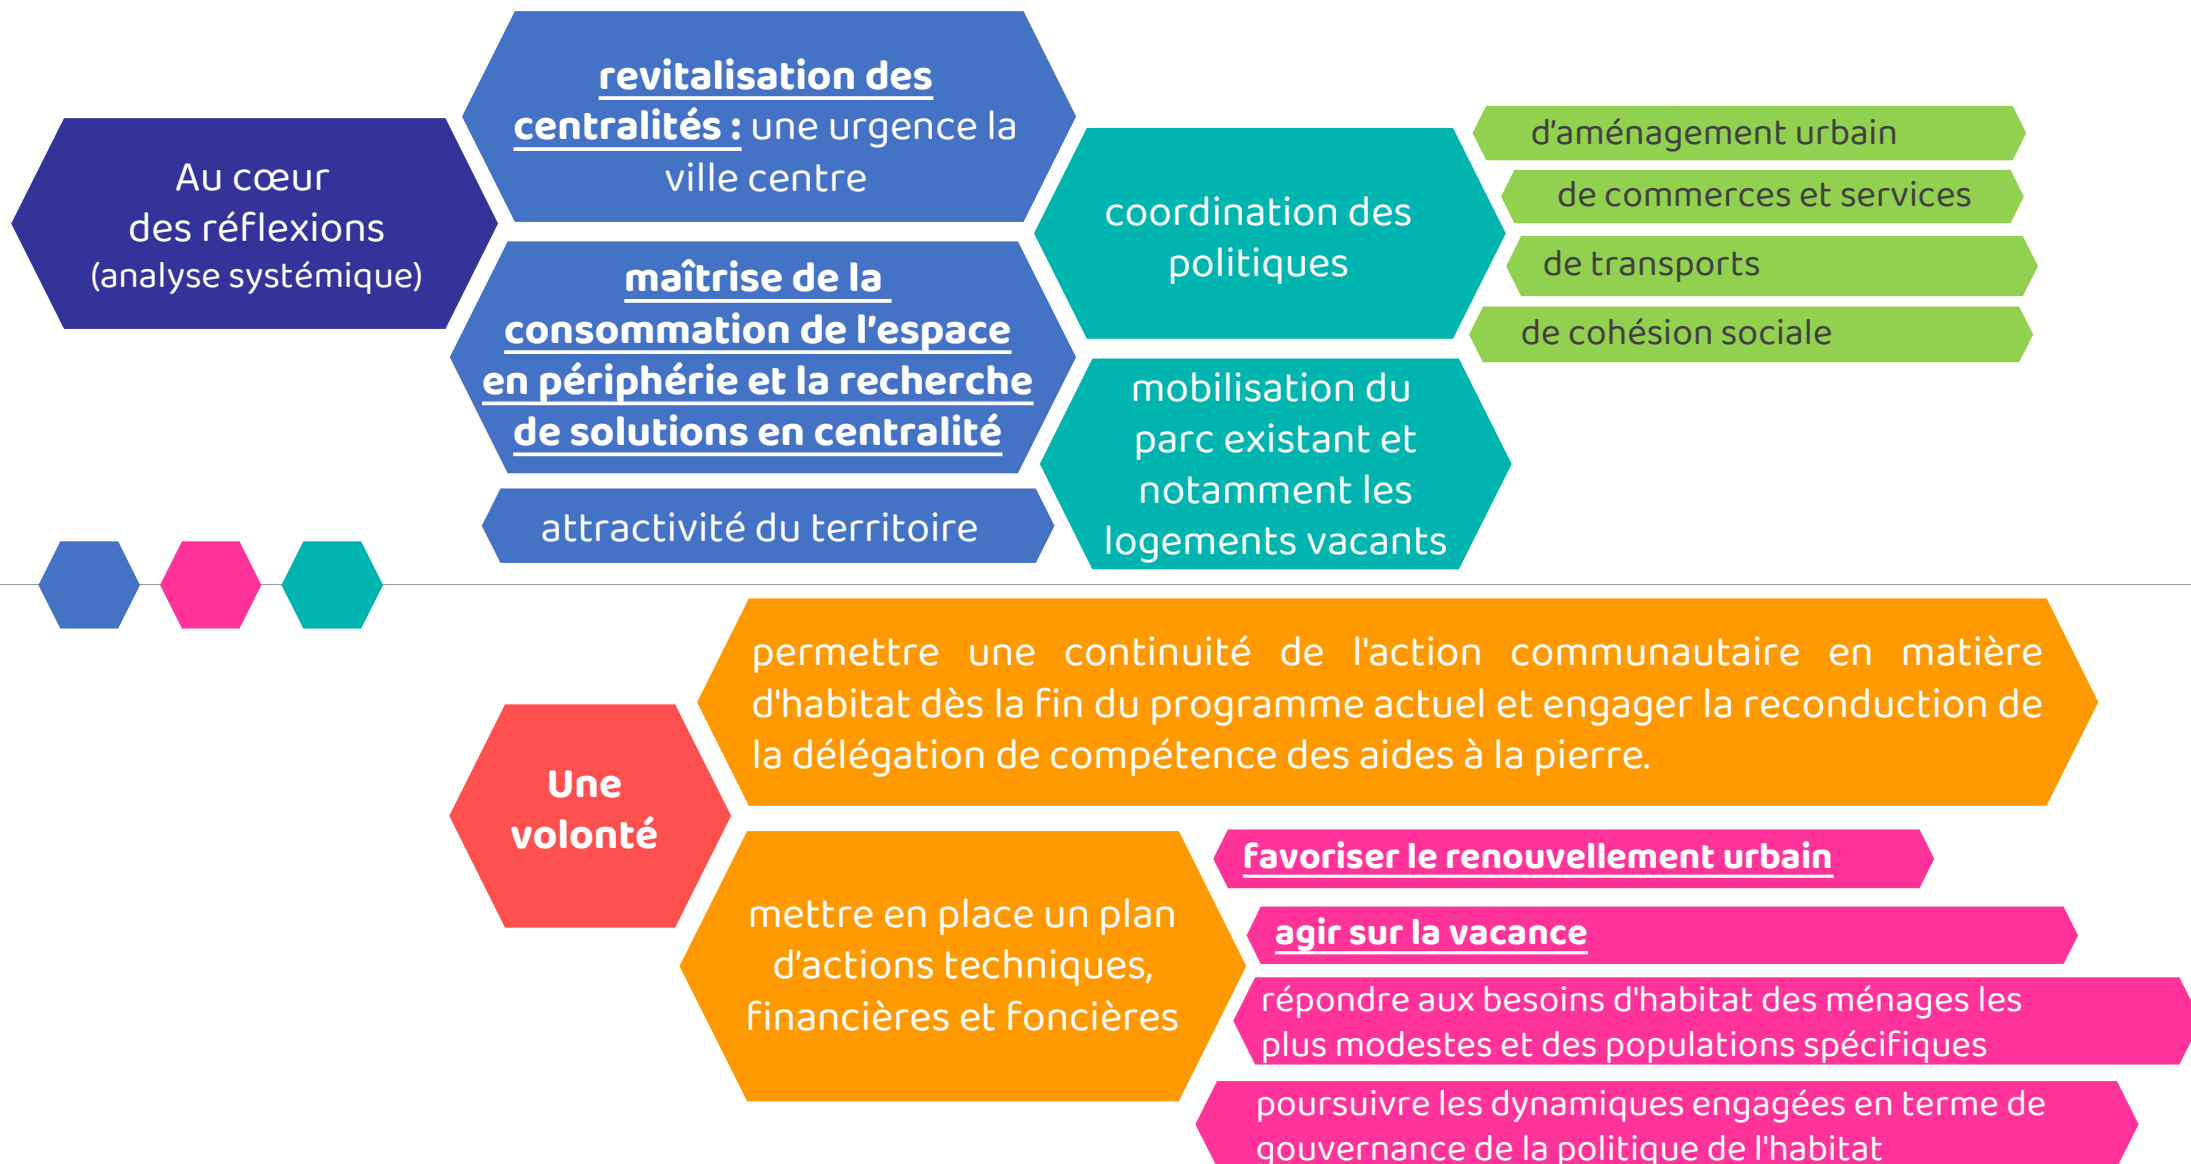 Au cœur
des réflexions
(analyse systémique)
revitalisation des
centralités : une urgence la
ville centre
maîtrise de la
consommation de l'espace
en périphérie et la recherche
de solutions en centralité
attractivité du territoire
coordination des
politiques
mobilisation du
parc existant et
notamment les
logements vacants
d'aménagement urbain
de commerces et services
de transports
de cohésion sociale
Une
volonté
permettre une continuité de l'action communautaire en matière
d'habitat dès la fin du programme actuel et engager la reconduction de
la délégation de compétence des aides à la pierre.
mettre en place un plan
d'actions techniques,
financières et foncières
favoriser le renouvellement urbain
agir sur la vacance
répondre aux besoins d'habitat des ménages les
plus modestes et des populations spécifiques
poursuivre les dynamiques engagées en terme de
gouvernance de la politique de l'habitat